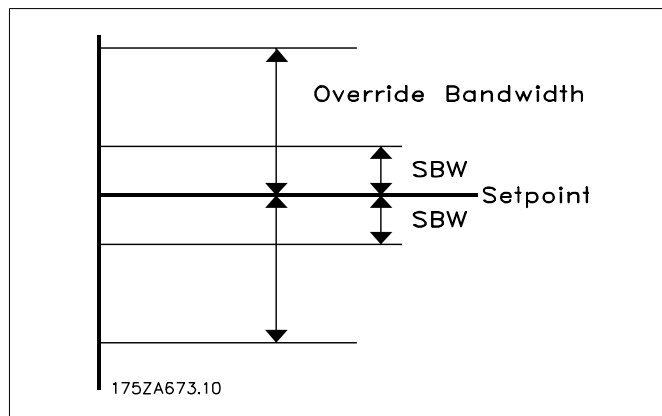 Override Bandwidth
SBW
Setpoint
SBW
175ZA673.10